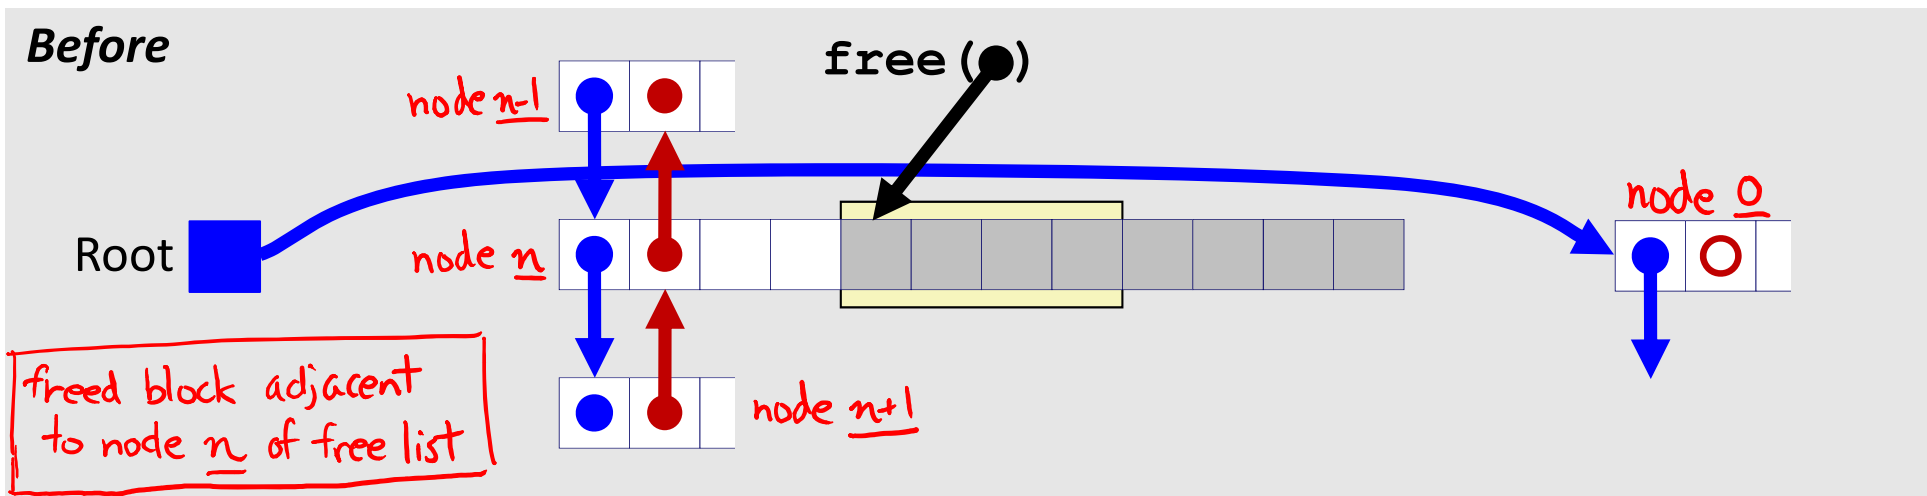 Before
free( )
node n-1
node 0
Root
node n
node n+1
freed block adjacent
to node n of free list